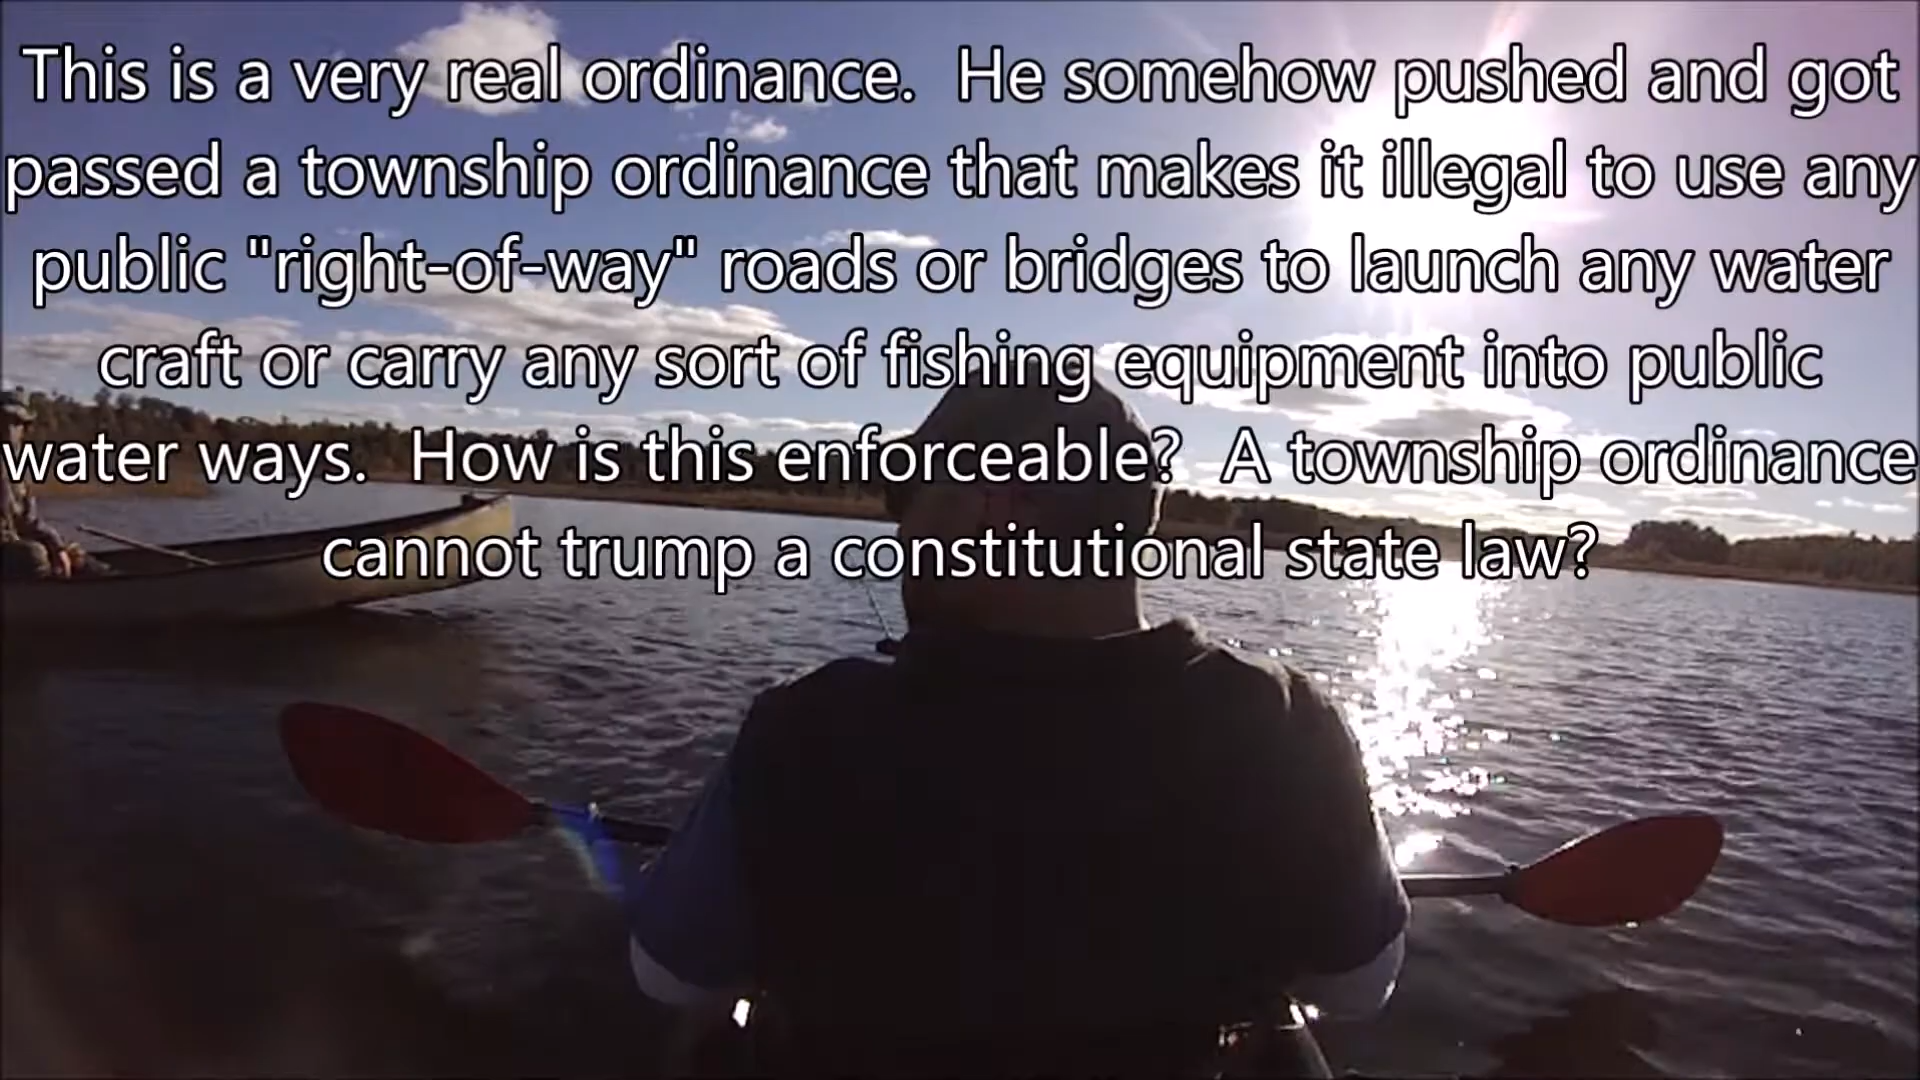 This is a very real ordinance.  He somehow pushed and got
passed a township ordinance that makes it illegal to use any
public "right-of-way" roads or bridges to launch any water
craft or carry any sort of fishing equipment into public
water ways.  How is this enforceable?  A township ordinance
cannot trump a constitutional state law?